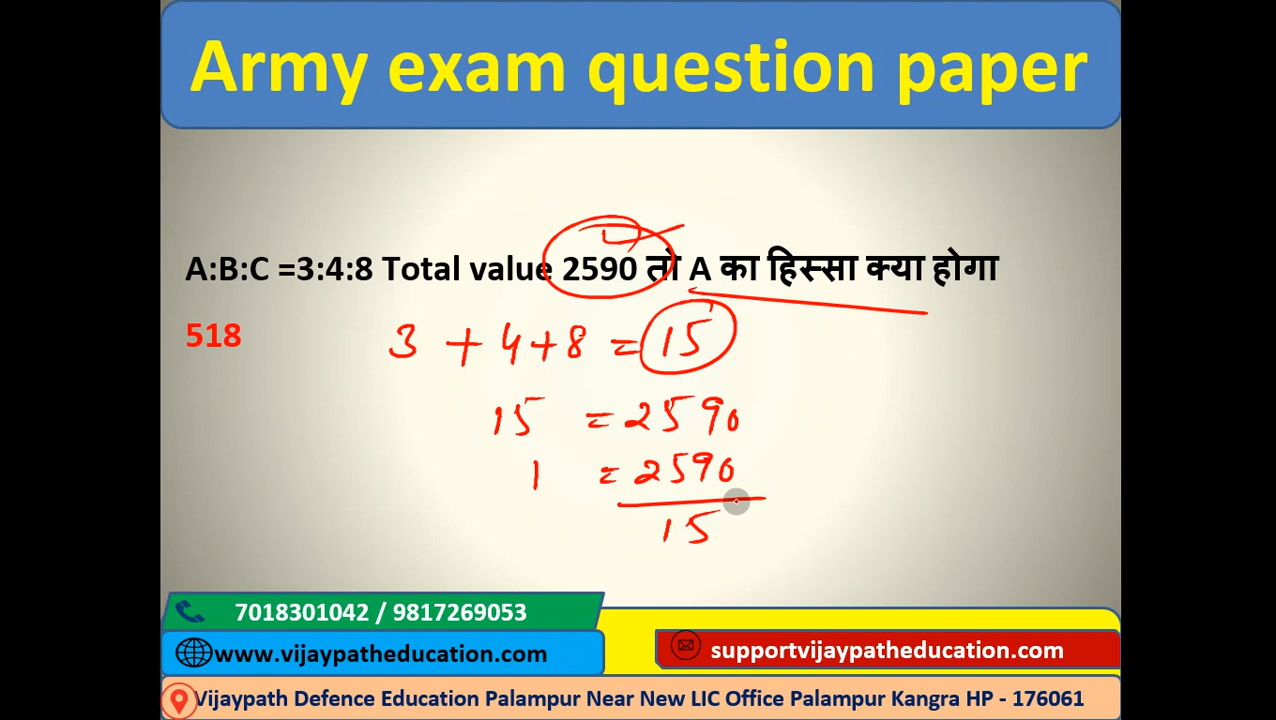 Army exam question paper
A:B:C =3:4:8 Total value 2590 तो A का हिस्सा क्या होगा
518
3 + 4 + 8 = 15
15 = 2590
1 = 2590
15
7018301042 / 9817269053
www.vijaypatheducation.com
supportvijaypatheducation.com
Vijaypath Defence Education Palampur Near New LIC Office Palampur Kangra HP - 176061